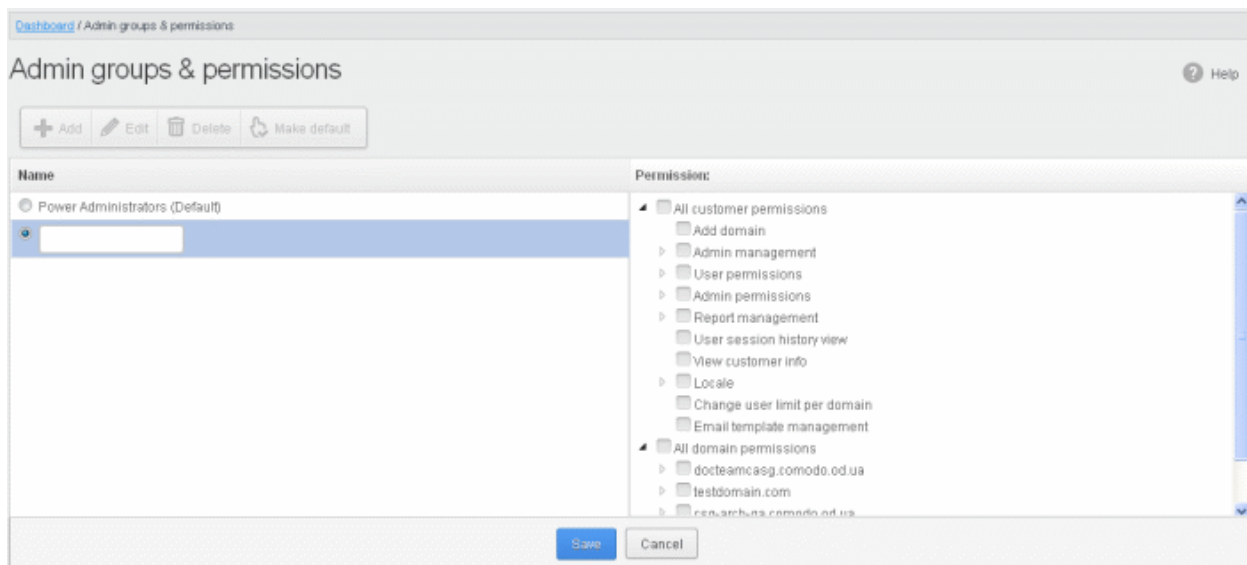 Dashboard / Admin groups & permissions
Admin groups & permissions
Help
Add Edit Delete Make default
Name
Permission:
Power Administrators (Default)
All customer permissions
Add domain
Admin management
User permissions
Admin permissions
Report management
User session history view
View customer info
Locale
Change user limit per domain
Email template management
All domain permissions
docteamcasg.comodo.od.ua
testdomain.com
Save Cancel